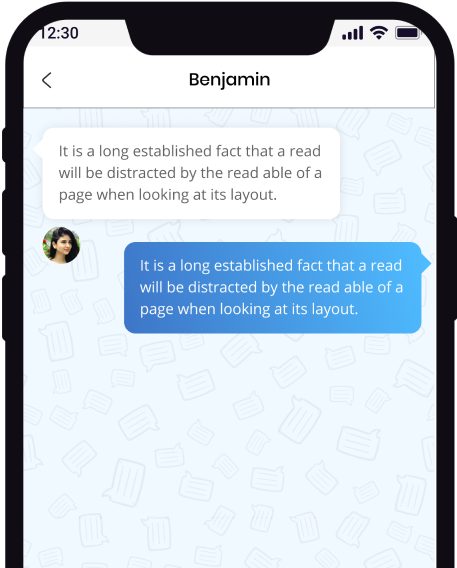 12:30
Benjamin
It is a long established fact that a read
will be distracted by the read able of a
page when looking at its layout.
It is a long established fact that a read
will be distracted by the read able of a
page when looking at its layout.